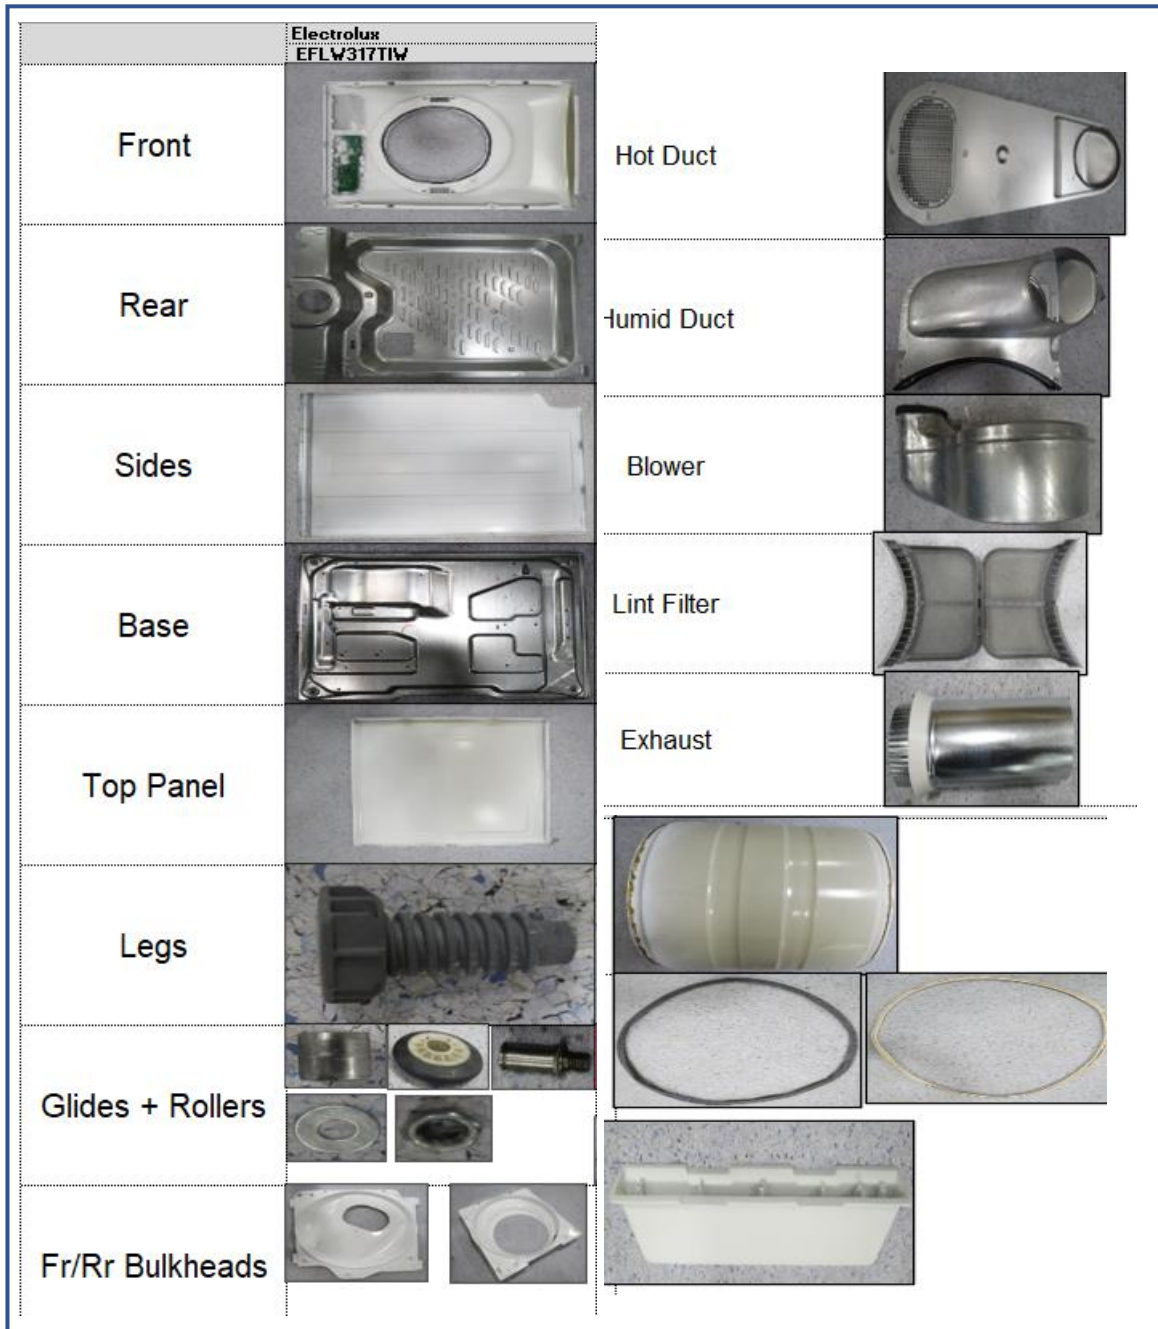 Electrolux
EFLW317TIW
Front
Rear
Sides
Base
Top Panel
Legs
Glides + Rollers
Fr/Rr Bulkheads
Hot Duct
Humid Duct
Blower
Lint Filter
Exhaust